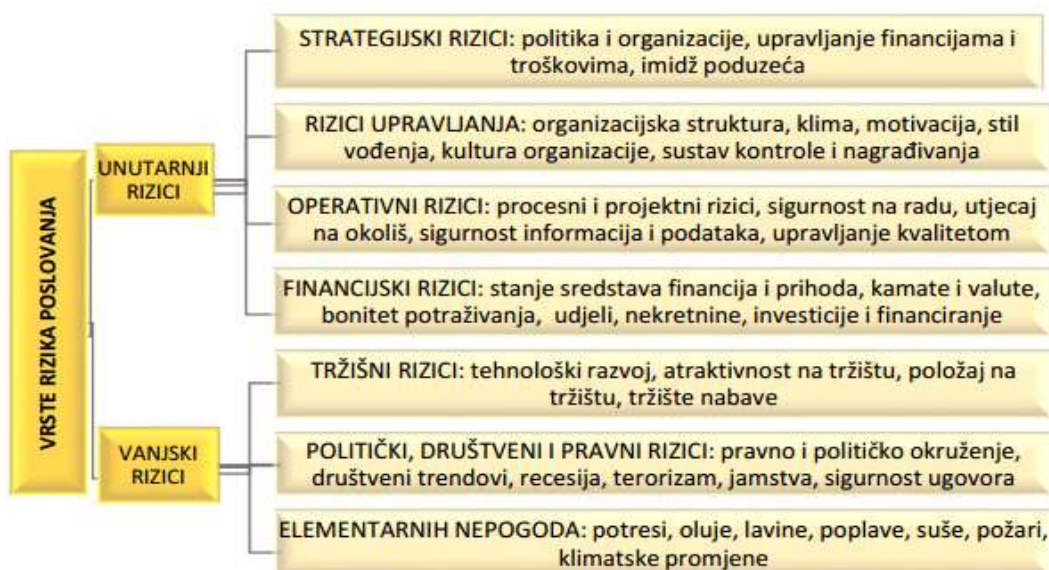 VRSTE RIZIKA POSLOVANJA
UNUTARNJI
RIZICI
STRATEGIJSKI RIZICI: politika i organizacije, upravljanje financijama i
troškovima, imidž poduzeća
RIZICI UPRAVLJANJA: organizacijska struktura, klima, motivacija, stil
vođenja, kultura organizacije, sustav kontrole i nagrađivanja
OPERATIVNI RIZICI: procesni i projektni rizici, sigurnost na radu, utjecaj
na okoliš, sigurnost informacija i podataka, upravljanje kvalitetom
FINANCIJSKI RIZICI: stanje sredstava financija i prihoda, kamate i valute,
bonitet potraživanja, udjeli, nekretnine, investicije i financiranje
VANJSKI
RIZICI
TRŽIŠNI RIZICI: tehnološki razvoj, atraktivnost na tržištu, položaj na
tržištu, tržište nabave
POLITIČKI, DRUŠTVENI I PRAVNI RIZICI: pravno i političko okruženje,
društveni trendovi, recesija, terorizam, jamstva, sigurnost ugovora
ELEMENTARNIH NEPOGODA: potresi, oluje, lavine, poplave, suše, požari,
klimatske promjene